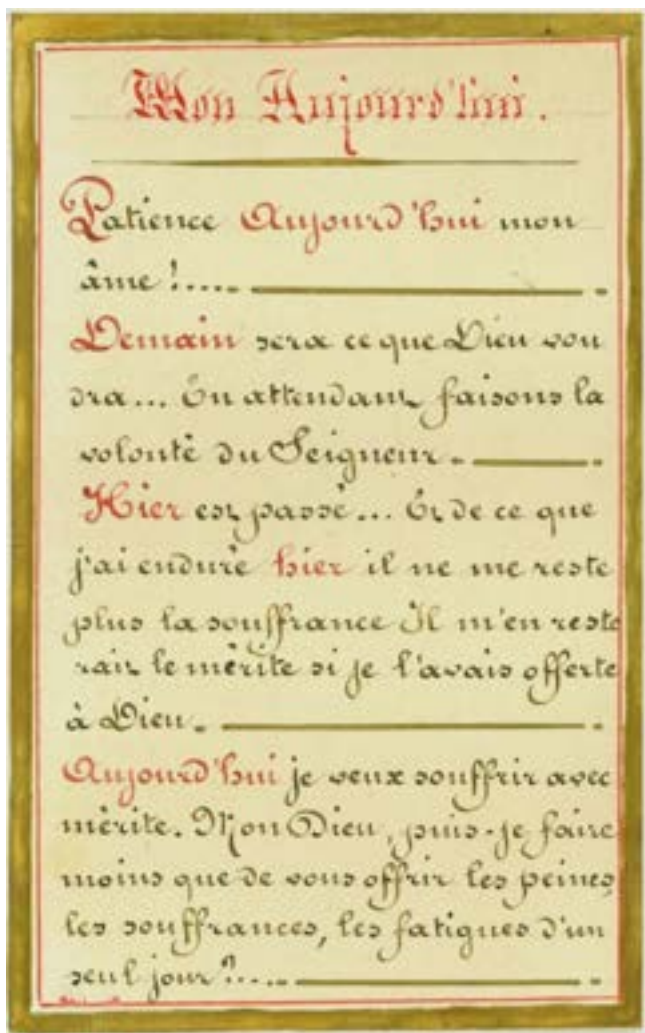 Mon Aujourd'hui.
Patience Aujourd'hui mon
âme !....
Demain sera ce que Dieu vou
dra... En attendant faisons la
volonté du Seigneur.
Hier est passé... Et de ce que
j'ai enduré hier il ne me reste
plus la souffrance Il m'en reste
rait le mérite si je l'avais offerte
à Dieu.
Aujourd'hui je veux souffrir avec
mérite. Mon Dieu, puis-je faire
moins que de vous offrir les peines,
les souffrances, les fatigues d'un
seul jour ?....